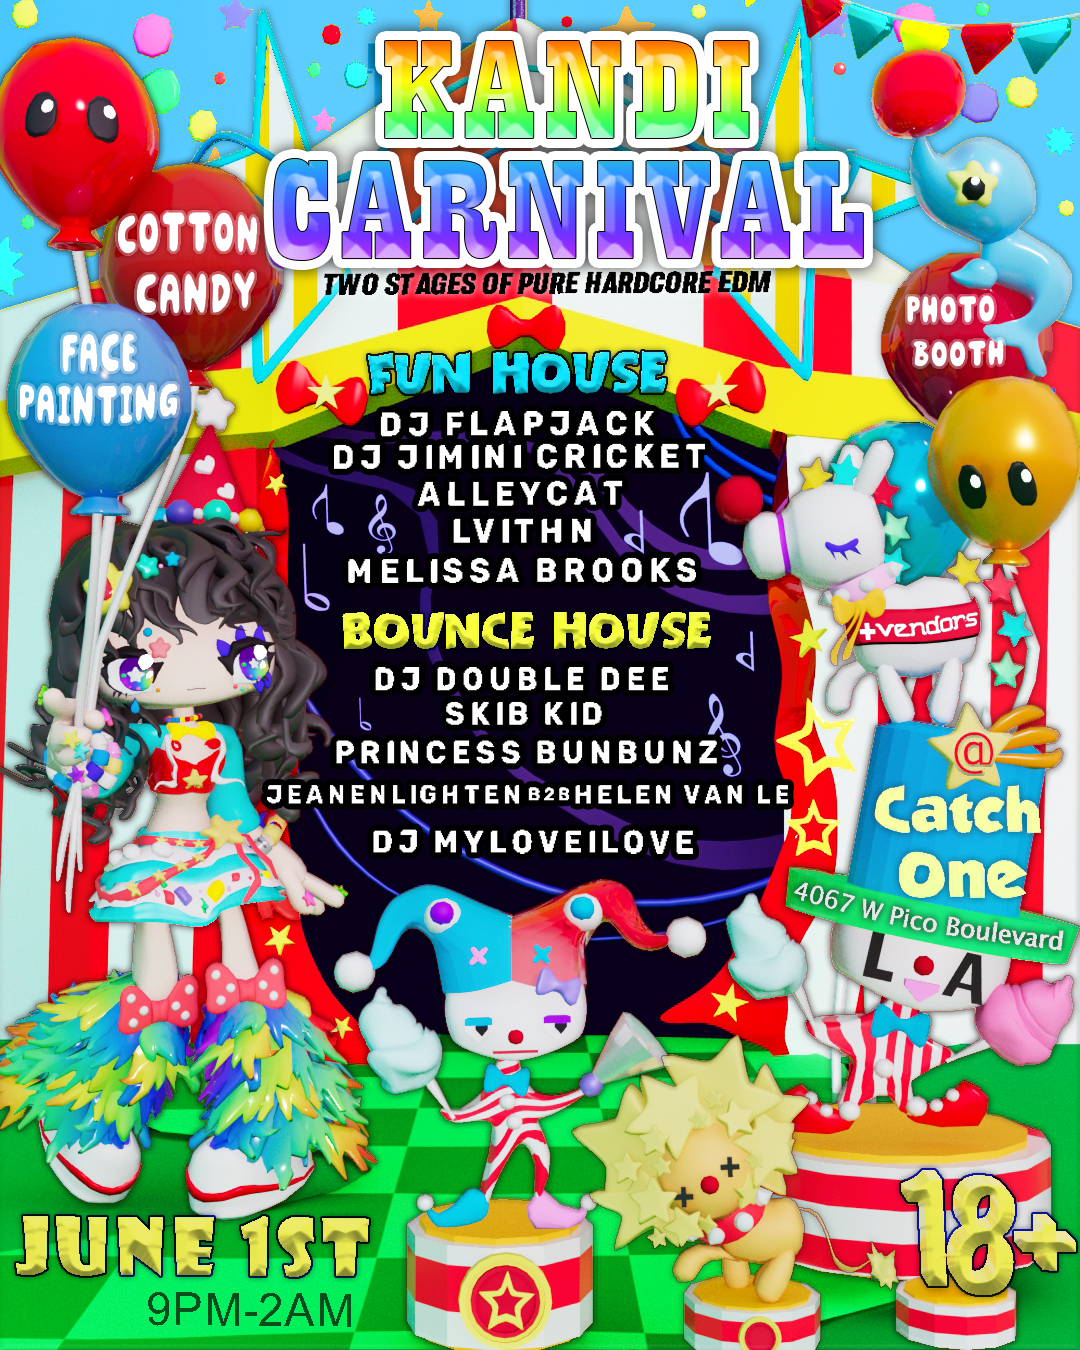 KANDI
CARNIVAL
TWO STAGES OF PURE HARDCORE EDM
COTTON
CANDY
FACE
PAINTING
PHOTO
BOOTH
FUN HOUSE
DJ FLAPJACK
DJ JIMINI CRICKET
ALLEYCAT
LVITHN
MELISSA BROOKS
BOUNCE HOUSE
DJ DOUBLE DEE
SKIB KID
PRINCESS BUNBUNZ
JEANENLIGHTEN B2B HELEN VAN LE
DJ MYLOVEILOVE
+vendors
@
Catch
One
4067 W Pico Boulevard
LA
JUNE 1ST
9PM-2AM
18+